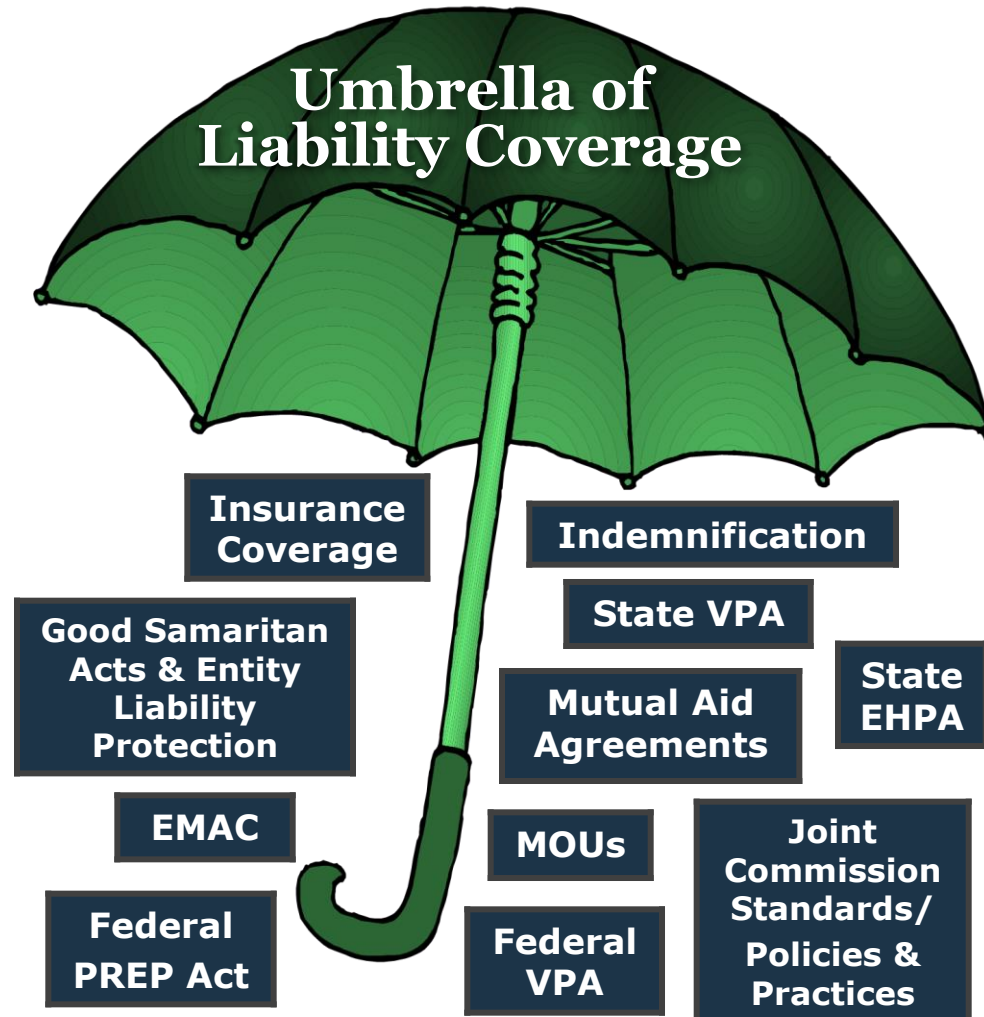 Umbrella of
Liability Coverage
Insurance
Coverage
Indemnification
State VPA
Good Samaritan
Acts & Entity
Liability
Protection
State
EHPA
Mutual Aid
Agreements
EMAC
MOUs
Joint
Commission
Standards/
Policies &
Practices
Federal
PREP Act
Federal
VPA